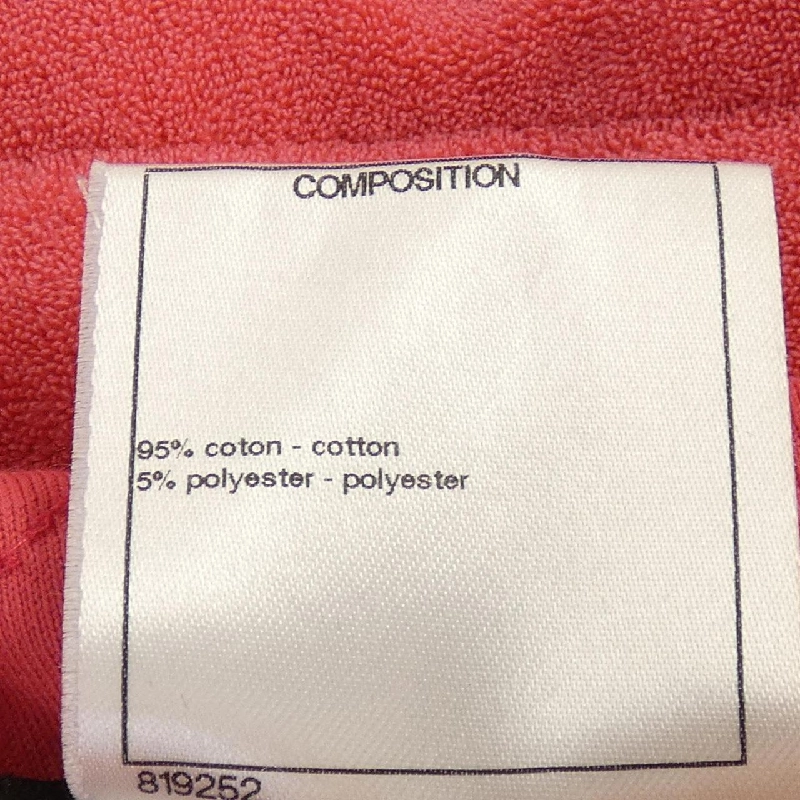 COMPOSITION
95% coton - cotton
5% polyester - polyester
819252